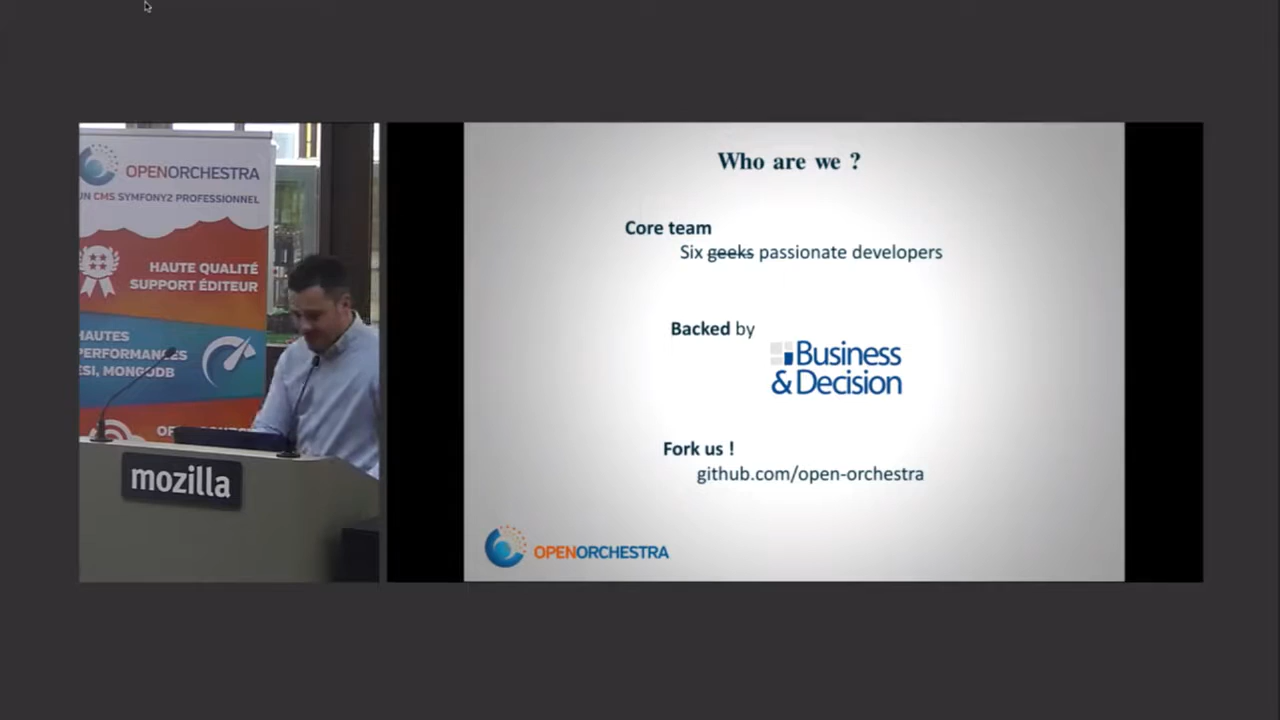 OPENORCHESTRA
UN CMS SYMFONY2 PROFESSIONNEL
HAUTE QUALITÉ
SUPPORT ÉDITEUR
HAUTES
PERFORMANCES
ESI, MONGODB
mozilla
Who are we ?
Core team
Six geeks passionate developers
Backed by
Business
& Decision
Fork us !
github.com/open-orchestra
OPENORCHESTRA